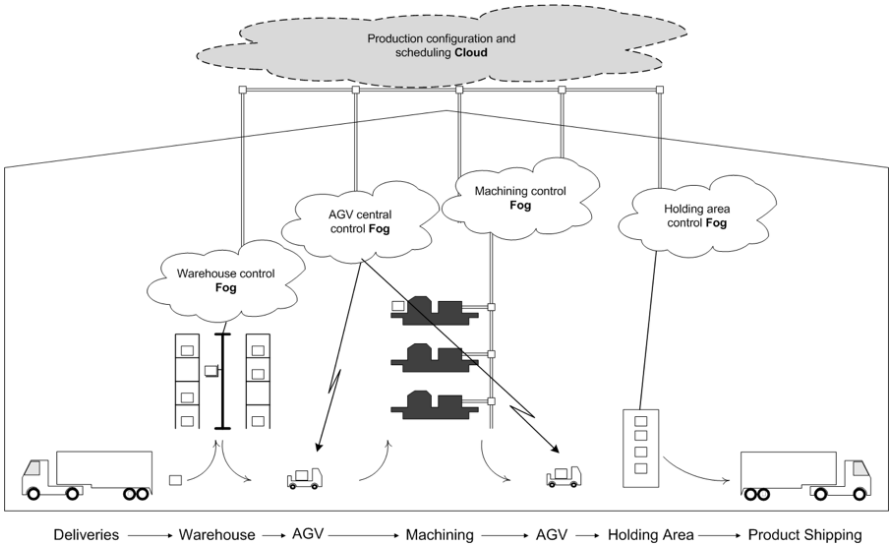 Production configuration and
scheduling Cloud
Machining control
Fog
AGV central
control Fog
Holding area
control Fog
Warehouse control
Fog
Deliveries Warehouse AGV Machining AGV Holding Area Product Shipping